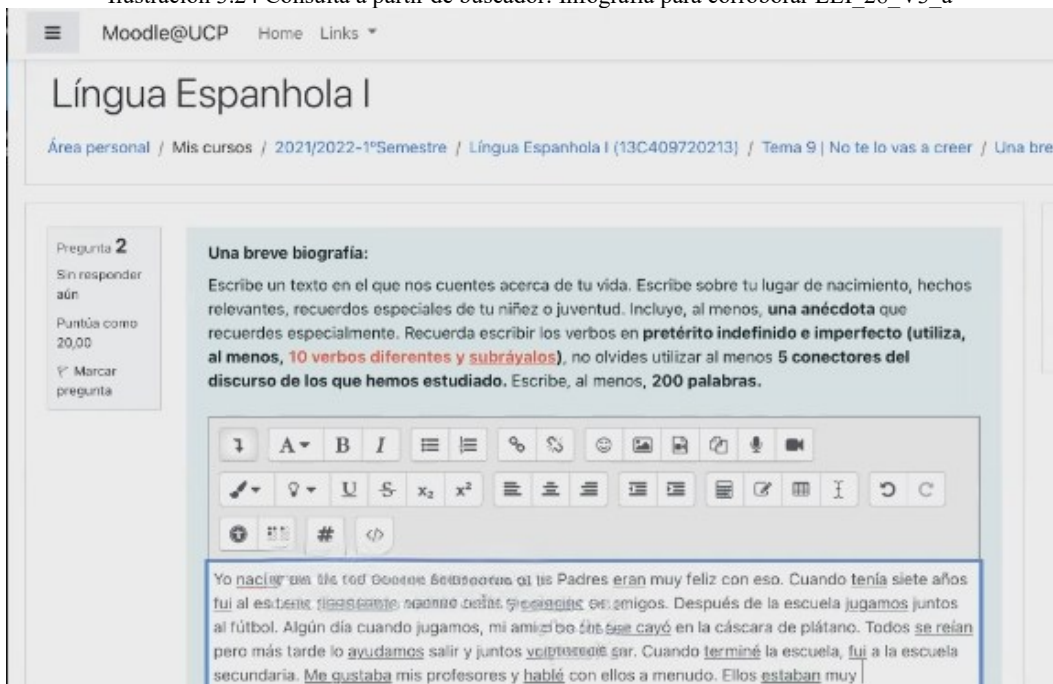 Ilustración 3.24 Consulta a partir de buscador. Infografía para corroborar EEI_26_V3_a
Moodle@UCP Home Links
Língua Espanhola I
Área personal / Mis cursos / 2021/2022-1ºSemestre / Língua Espanhola I (13C409720213) / Tema 9 | No te lo vas a creer / Una bre
Pregunta 2
Sin responder
aún
Puntúa como
20,00
Marcar
pregunta
Una breve biografía:
Escribe un texto en el que nos cuentes acerca de tu vida. Escribe sobre tu lugar de nacimiento, hechos
relevantes, recuerdos especiales de tu niñez o juventud. Incluye, al menos, una anécdota que
recuerdes especialmente. Recuerda escribir los verbos en pretérito indefinido e imperfecto (utiliza,
al menos, 10 verbos diferentes y subráyalos), no olvides utilizar al menos 5 conectores del
discurso de los que hemos estudiado. Escribe, al menos, 200 palabras.
Yo Padres eran muy feliz con eso. Cuando tenía siete años
fui al amigos. Después de la escuela jugamos juntos
al fútbol. Algún día cuando jugamos, mi cayó en la cáscara de plátano. Todos se reían
pero más tarde lo ayudamos salir y juntos Cuando terminé la escuela, fui a la escuela
secundaria. Me gustaba mis profesores y hablé con ellos a menudo. Ellos estaban muy